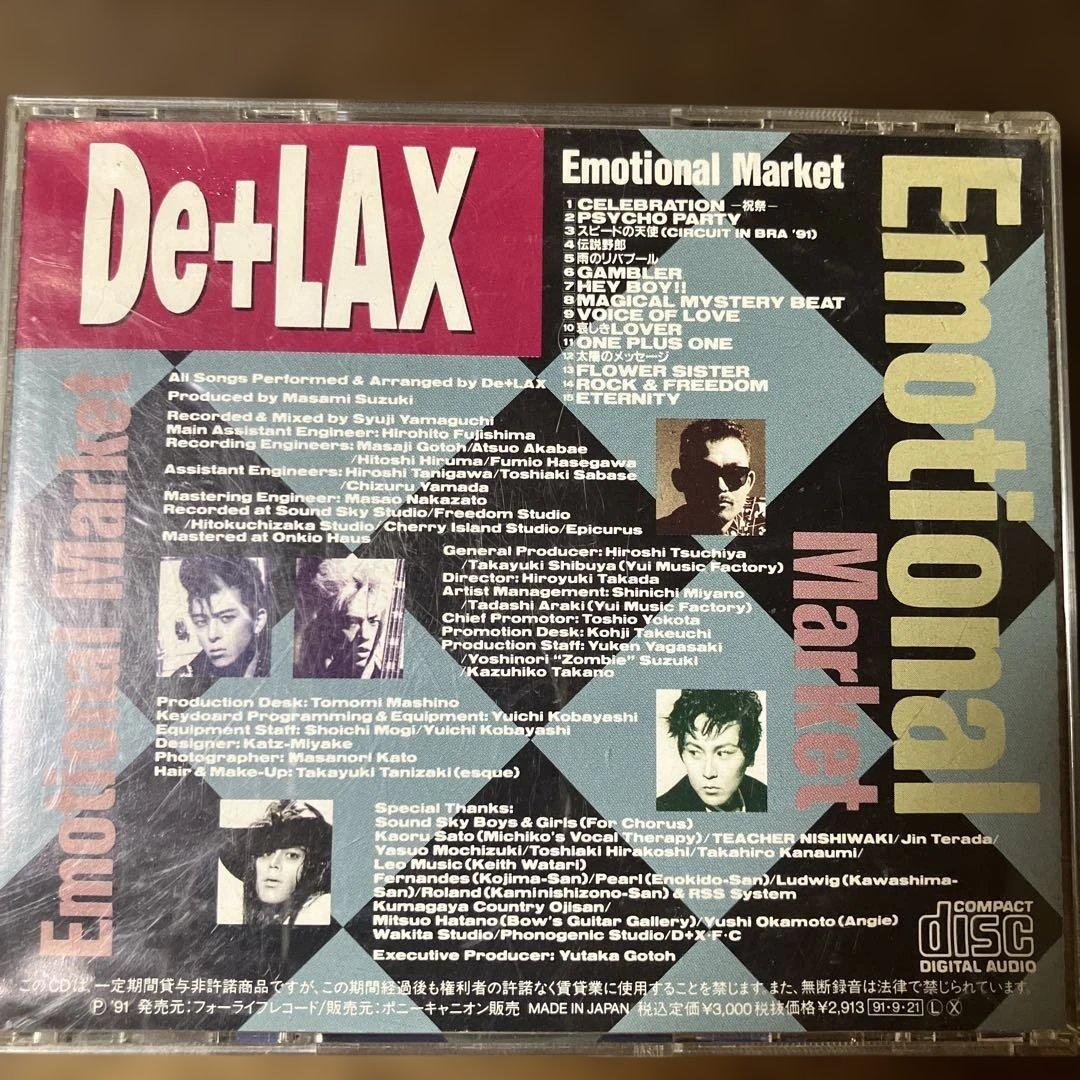 De+LAX
Emotional Market
1 CELEBRATION —祝祭—
2 PSYCHO PARTY
3 スピードの天使(CIRCUIT IN BRA '91)
4 伝説野郎
5 雨のリバプール
6 GAMBLER
7 HEY BOY!!
8 MAGICAL MYSTERY BEAT
9 VOICE OF LOVE
10 哀しきLOVER
11 ONE PLUS ONE
12 太陽のメッセージ
13 FLOWER SISTER
14 ROCK & FREEDOM
15 ETERNITY
Emotional
Market
Emotional Market
All Songs Performed & Arranged by De+LAX
Produced by Masami Suzuki
Recorded & Mixed by Syuji Yamaguchi
Main Assistant Engineer: Hirohito Fujishima
Recording Engineers: Masaji Gotoh/Atsuo Akabae
/Hitoshi Hiruma/Fumio Hasegawa
Assistant Engineers: Hiroshi Tanigawa/Toshiaki Sabase
/Chizuru Yamada
Mastering Engineer: Masao Nakazato
Recorded at Sound Sky Studio/Freedom Studio
/Hitokuchizaka Studio/Cherry Island Studio/Epicurus
Mastered at Onkio Haus
General Producer: Hiroshi Tsuchiya
/Takayuki Shibuya (Yui Music Factory)
Director: Hiroyuki Takada
Artist Management: Shinichi Miyano
/Tadashi Araki (Yui Music Factory)
Chief Promotor: Toshio Yokota
Promotion Desk: Kohji Takeuchi
Production Staff: Yuken Yagasaki
/Yoshinori "Zombie" Suzuki
/Kazuhiko Takano
Production Desk: Tomomi Mashino
Keydoard Programming & Equipment: Yuichi Kobayashi
Equipment Staff: Shoichi Mogi/Yuichi Kobayashi
Designer: Katz-Miyake
Photographer: Masanori Kato
Hair & Make-Up: Takayuki Tanizaki (esque)
Special Thanks:
Sound Sky Boys & Girls (For Chorus)
Kaoru Sato (Michiko's Vocal Therapy)/TEACHER NISHIWAKI/Jin Terada/
Yasuo Mochizuki/Toshiaki Hirakoshi/Takahiro Kanaumi/
Leo Music (Keith Watari)
Fernandes (Kojima-San)/Pearl (Enokido-San)/Ludwig (Kawashima-
San)/Roland (Kaminishizono-San) & RSS System
Kumagaya Country Ojisan/
Mitsuo Hatano (Bow's Guitar Gallery)/Yushi Okamoto (Angie)
Wakita Studio/Phonogenic Studio/D+X・F・C
Executive Producer: Yutaka Gotoh
COMPACT
disc
DIGITAL AUDIO
このCDは、一定期間貸与非許諾商品ですが、この期間経過後も権利者の許諾なく賃貸業に使用することを禁じます。また、無断録音は法律で禁じられています。
Ⓟ '91 発売元:フォーライフレコード/販売元:ポニーキャニオン販売 MADE IN JAPAN 税込定価¥3,000 税抜価格¥2,913 91・9・21 Ⓛ Ⓧ